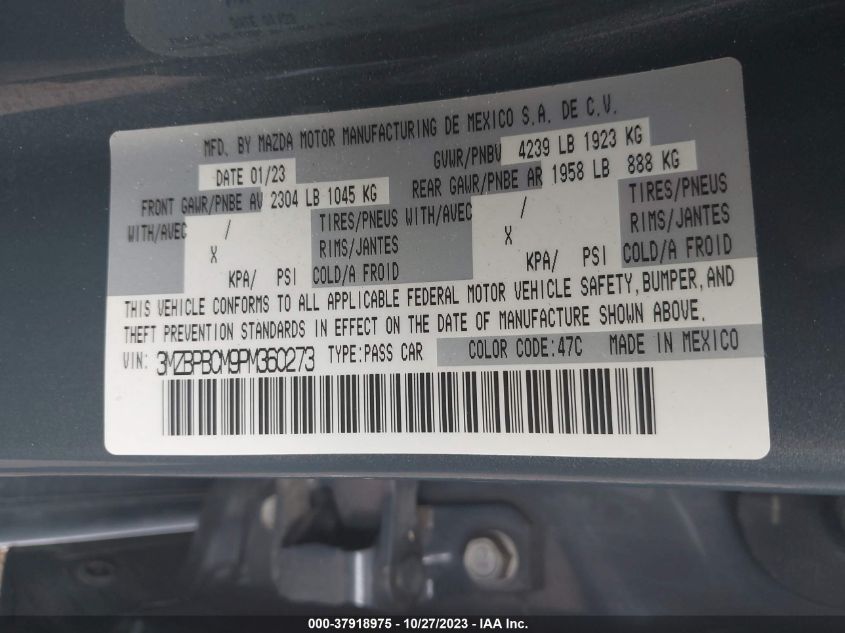 DATE 01/23
MFD. BY MAZDA MOTOR MANUFACTURING DE MEXICO S.A. DE C.V.
DATE 01/23 GVWR/PNBV 4239 LB 1923 KG
FRONT GAWR/PNBE AV 2304 LB 1045 KG REAR GAWR/PNBE AR 1958 LB 888 KG
WITH/AVEC / TIRES/PNEUS WITH/AVEC / TIRES/PNEUS
X RIMS/JANTES X RIMS/JANTES
KPA/ PSI COLD/A FROID KPA/ PSI COLD/A FROID
THIS VEHICLE CONFORMS TO ALL APPLICABLE FEDERAL MOTOR VEHICLE SAFETY, BUMPER, AND
THEFT PREVENTION STANDARDS IN EFFECT ON THE DATE OF MANUFACTURE SHOWN ABOVE.
VIN: 3MZBPBCM9PM360273 TYPE:PASS CAR COLOR CODE:47C MADE IN MEXICO
000-37918975 - 10/27/2023 - IAA Inc.